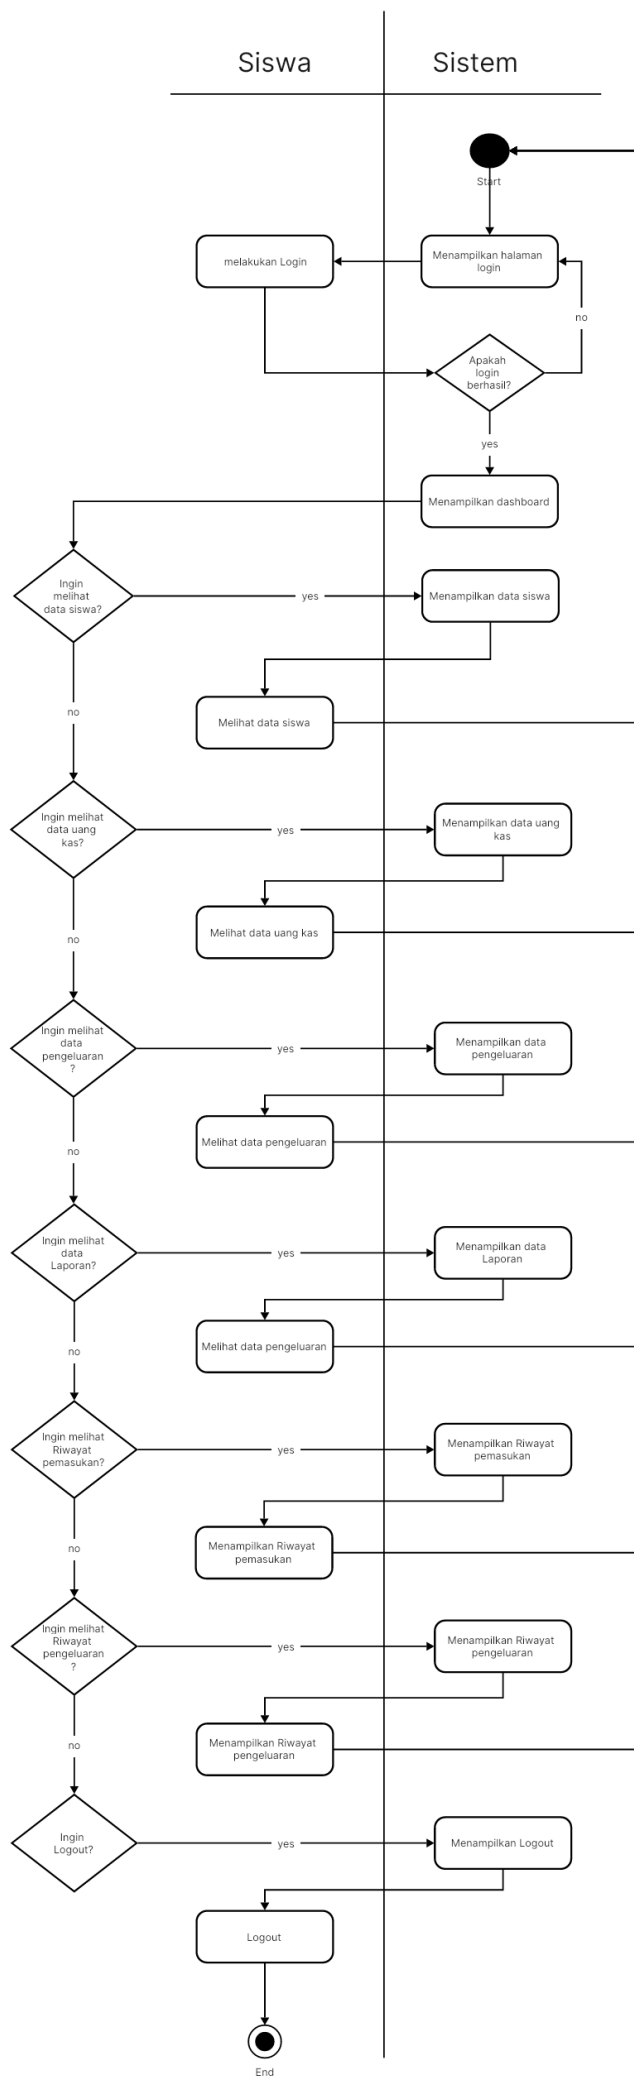 Siswa
Sistem
Start
Menampilkan halaman
login
melakukan Login
no
Apakah
login
berhasil?
yes
Menampilkan dashboard
Ingin
melihat
data siswa?
yes
Menampilkan data siswa
no
Melihat data siswa
Ingin melihat
data uang
kas?
yes
Menampilkan data uang
kas
Melihat data uang kas
no
Ingin melihat
data
pengeluaran
?
yes
Menampilkan data
pengeluaran
Melihat data pengeluaran
no
Ingin melihat
data
Laporan?
yes
Menampilkan data
Laporan
Melihat data pengeluaran
no
Ingin melihat
Riwayat
pemasukan?
yes
Menampilkan Riwayat
pemasukan
Menampilkan Riwayat
pemasukan
no
Ingin melihat
Riwayat
pengeluaran
?
yes
Menampilkan Riwayat
pengeluaran
Menampilkan Riwayat
pengeluaran
no
Ingin
Logout?
yes
Menampilkan Logout
Logout
End